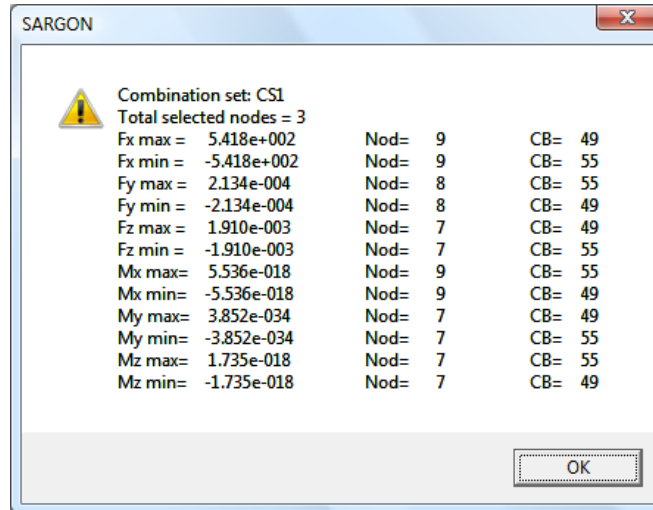 SARGON
Combination set: CS1
Total selected nodes = 3
Fx max = 5.418e+002 Nod= 9 CB= 49
Fx min = -5.418e+002 Nod= 9 CB= 55
Fy max = 2.134e-004 Nod= 8 CB= 55
Fy min = -2.134e-004 Nod= 8 CB= 49
Fz max = 1.910e-003 Nod= 7 CB= 49
Fz min = -1.910e-003 Nod= 7 CB= 55
Mx max= 5.536e-018 Nod= 9 CB= 55
Mx min= -5.536e-018 Nod= 9 CB= 49
My max= 3.852e-034 Nod= 7 CB= 49
My min= -3.852e-034 Nod= 7 CB= 55
Mz max= 1.735e-018 Nod= 7 CB= 55
Mz min= -1.735e-018 Nod= 7 CB= 49
OK